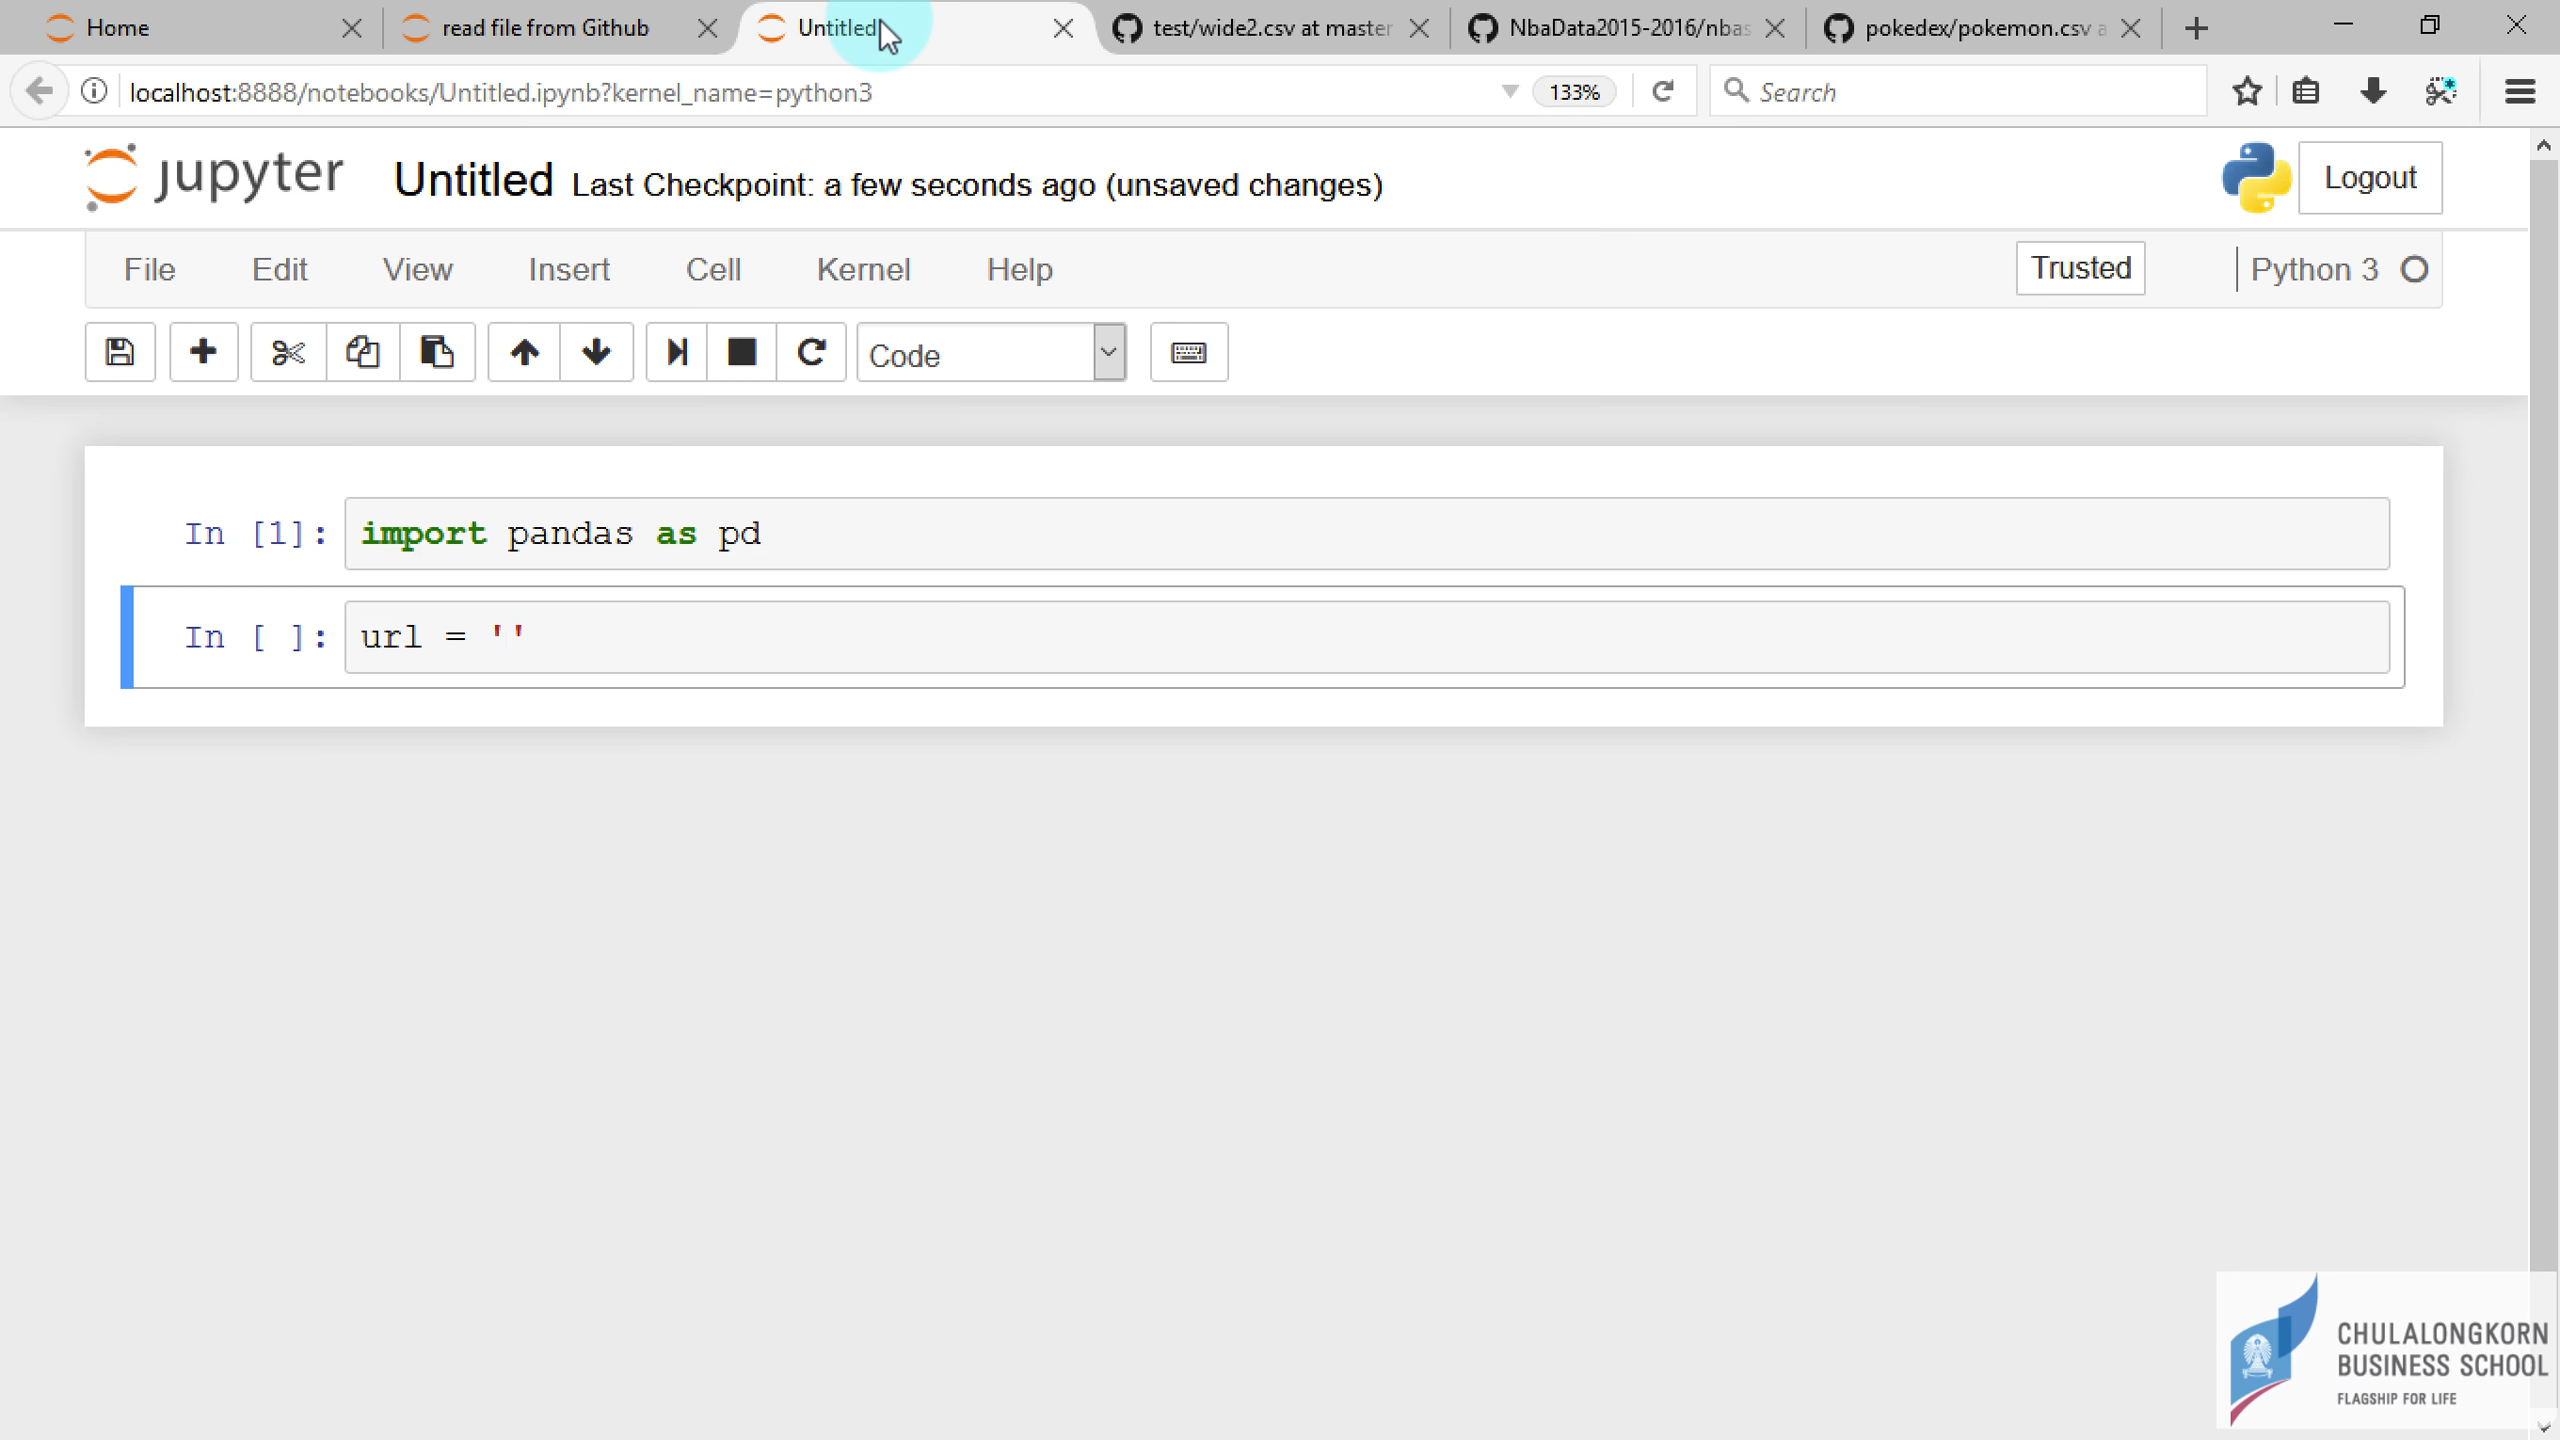 Home
read file from Github
Untitled
test/wide2.csv at master
NbaData2015-2016/nbas
pokedex/pokemon.csv a
localhost:8888/notebooks/Untitled.ipynb?kernel_name=python3
133%
Search
jupyter
Untitled Last Checkpoint: a few seconds ago (unsaved changes)
Logout
File Edit View Insert Cell Kernel Help
Trusted
Python 3
Code
In [1]: import pandas as pd
In [ ]: url = ''
CHULALONGKORN
BUSINESS SCHOOL
FLAGSHIP FOR LIFE